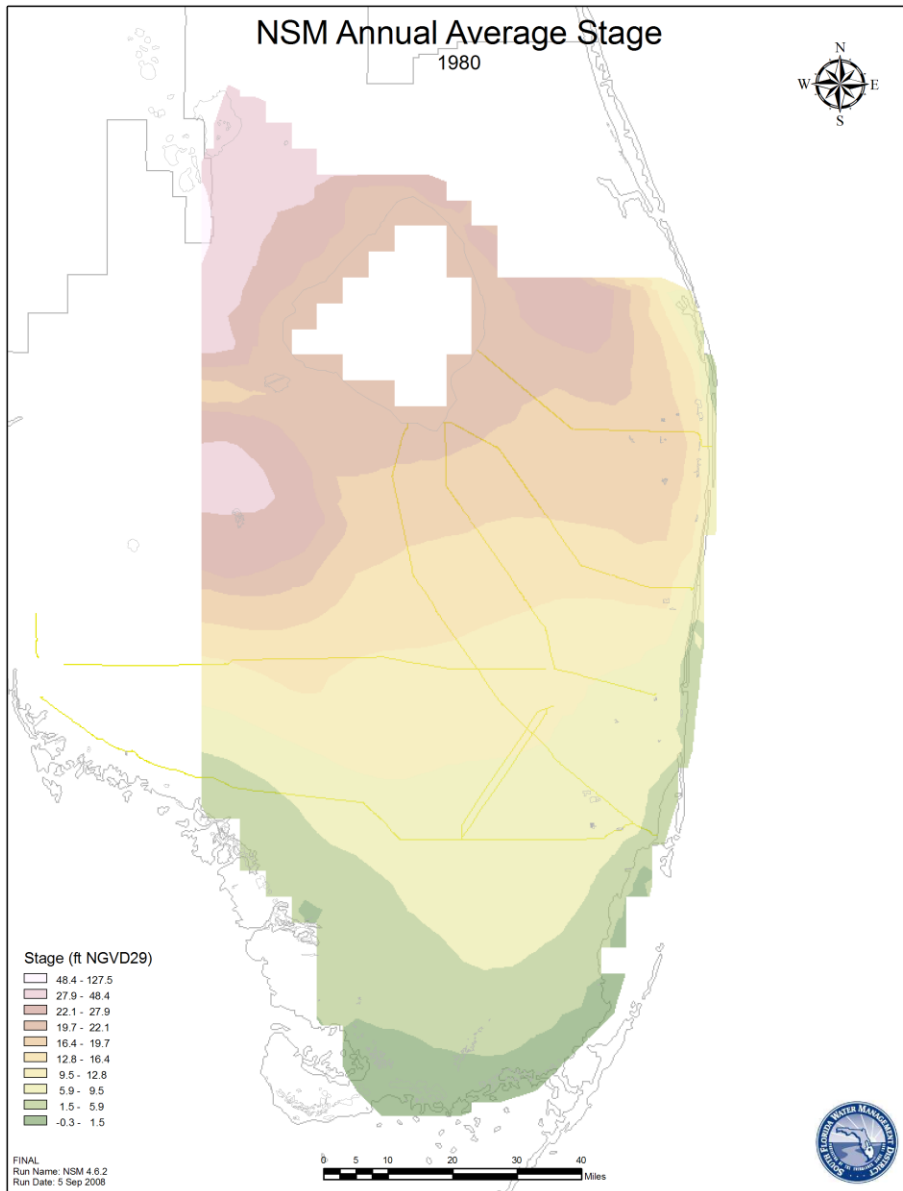 NSM Annual Average Stage
1980
N
W
E
S
Stage (ft NGVD29)
48.4 - 127.5
27.9 - 48.4
22.1 - 27.9
19.7 - 22.1
16.4 - 19.7
12.8 - 16.4
9.5 - 12.8
5.9 - 9.5
1.5 - 5.9
-0.3 - 1.5
FINAL
Run Name: NSM 4.6.2
Run Date: 5 Sep 2008
0 5 10 20 30 40
Miles
SOUTH FLORIDA WATER MANAGEMENT DISTRICT